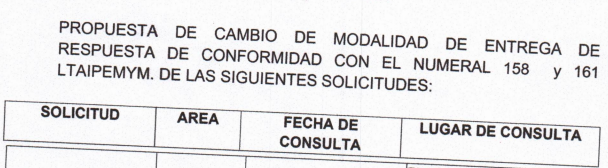 PROPUESTA DE CAMBIO DE MODALIDAD DE ENTREGA DE
RESPUESTA DE CONFORMIDAD CON EL NUMERAL 158 y 161
LTAIPEMYM. DE LAS SIGUIENTES SOLICITUDES:
SOLICITUD AREA FECHA DE CONSULTA LUGAR DE CONSULTA